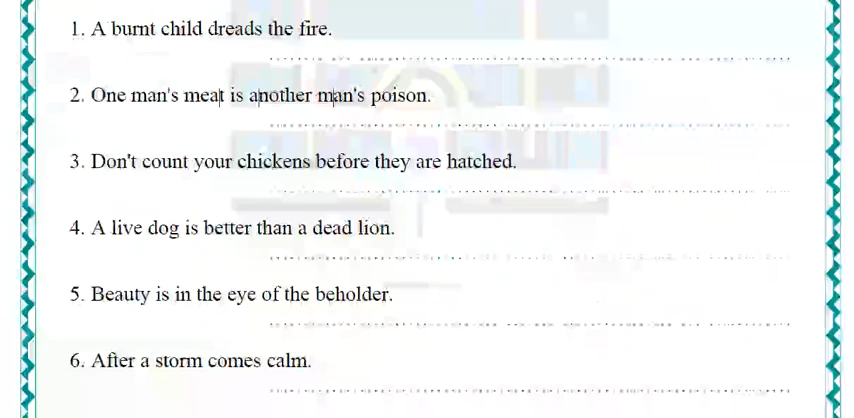 1. A burnt child dreads the fire.
2. One man's meat is another man's poison.
3. Don't count your chickens before they are hatched.
4. A live dog is better than a dead lion.
5. Beauty is in the eye of the beholder.
6. After a storm comes calm.